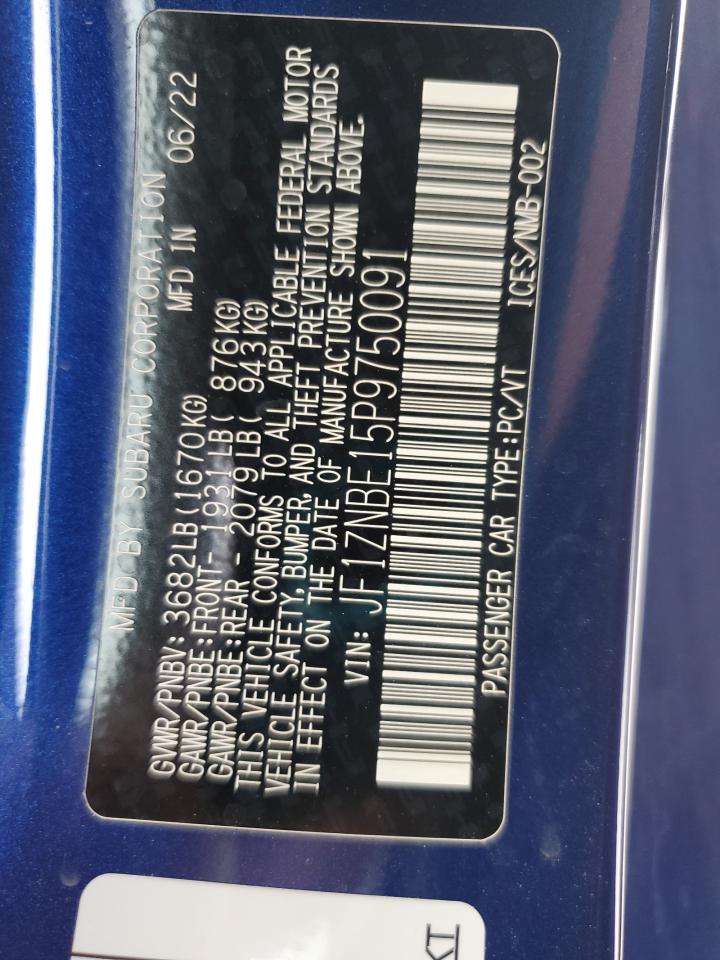 MFD BY SUBARU CORPORATION
MFD IN 06/22
GVWR/PNBV: 3682LB(1670KG)
GAWR/PNBE:FRONT- 1931LB( 876KG)
GAWR/PNBE:REAR - 2079LB( 943KG)
THIS VEHICLE CONFORMS TO ALL APPLICABLE FEDERAL MOTOR
VEHICLE SAFETY, BUMPER, AND THEFT PREVENTION STANDARDS
IN EFFECT ON THE DATE OF MANUFACTURE SHOWN ABOVE.
VIN: JF1ZNBE15P9750091
PASSENGER CAR TYPE:PC/VT ICES/NMB-002